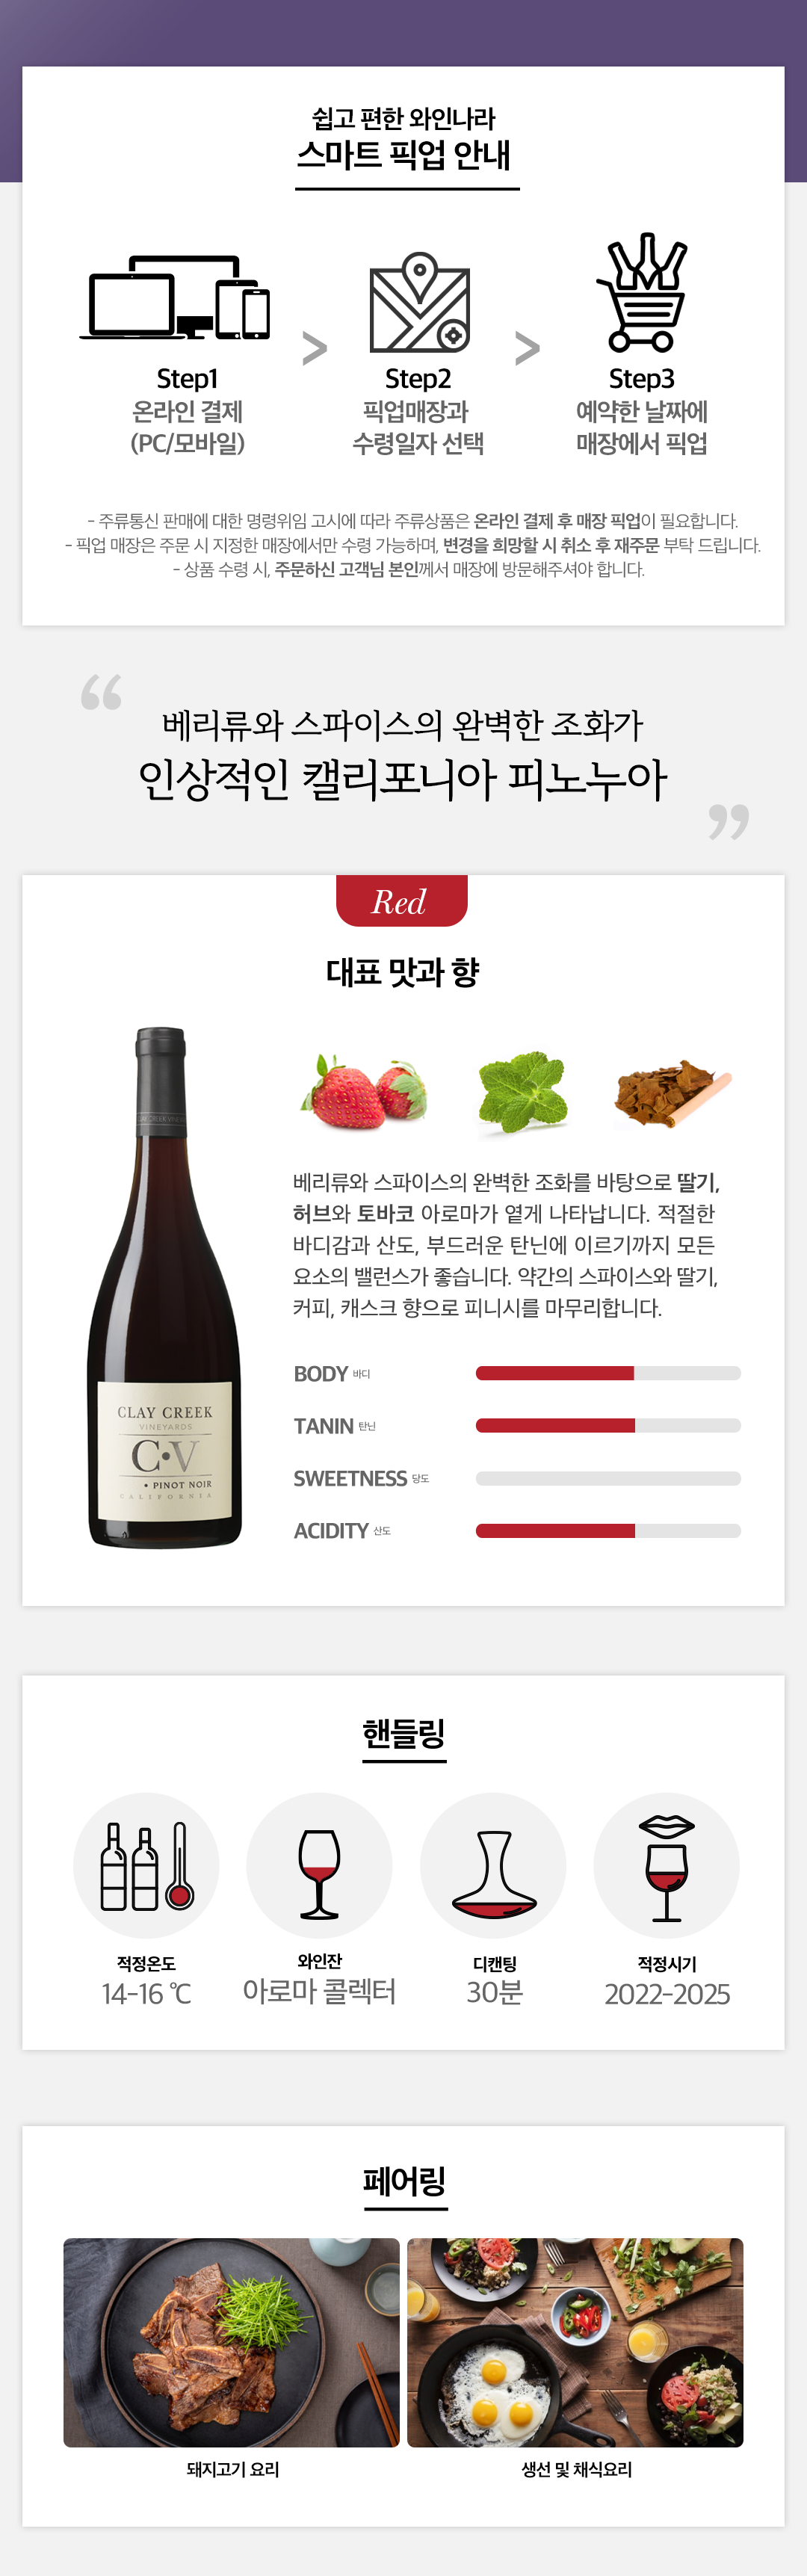 쉽고 편한 와인나라
스마트 픽업 안내
Step1
온라인 결제
(PC/모바일)
>
Step2
픽업매장과
수령일자 선택
>
Step3
예약한 날짜에
매장에서 픽업
- 주류통신 판매에 대한 명령위임 고시에 따라 주류상품은 온라인 결제 후 매장 픽업이 필요합니다.
- 픽업 매장은 주문 시 지정한 매장에서만 수령 가능하며, 변경을 희망할 시 취소 후 재주문 부탁 드립니다.
- 상품 수령 시, 주문하신 고객님 본인께서 매장에 방문해주셔야 합니다.
“
베리류와 스파이스의 완벽한 조화가
인상적인 캘리포니아 피노누아
”
Red
대표 맛과 향
베리류와 스파이스의 완벽한 조화를 바탕으로 딸기,
허브와 토바코 아로마가 옅게 나타납니다. 적절한
바디감과 산도, 부드러운 탄닌에 이르기까지 모든
요소의 밸런스가 좋습니다. 약간의 스파이스와 딸기,
커피, 캐스크 향으로 피니시를 마무리합니다.
CLAY CREEK
VINEYARDS
C•V
• PINOT NOIR
CALIFORNIA
BODY 바디
TANIN 탄닌
SWEETNESS 당도
ACIDITY 산도
핸들링
적정온도
14-16 ℃
와인잔
아로마 콜렉터
디캔팅
30분
적정시기
2022-2025
페어링
돼지고기 요리
생선 및 채식요리